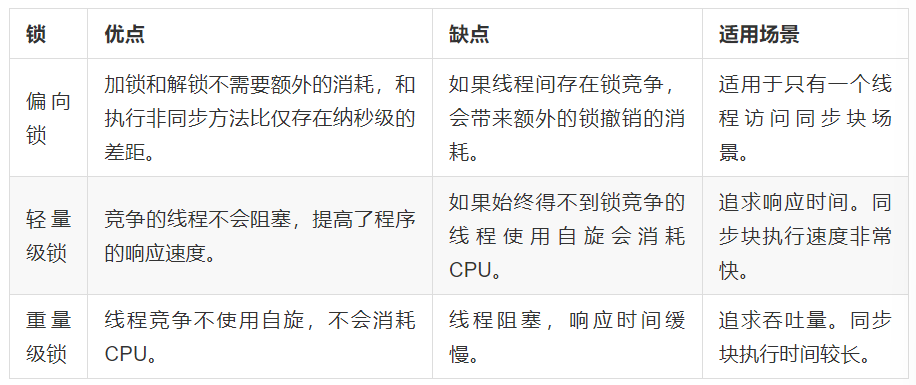 锁 优点 缺点 适用场景
偏向锁 加锁和解锁不需要额外的消耗，和执行非同步方法比仅存在纳秒级的差距。 如果线程间存在锁竞争，会带来额外的锁撤销的消耗。 适用于只有一个线程访问同步块场景。
轻量级锁 竞争的线程不会阻塞，提高了程序的响应速度。 如果始终得不到锁竞争的线程使用自旋会消耗CPU。 追求响应时间。同步块执行速度非常快。
重量级锁 线程竞争不使用自旋，不会消耗CPU。 线程阻塞，响应时间缓慢。 追求吞吐量。同步块执行时间较长。